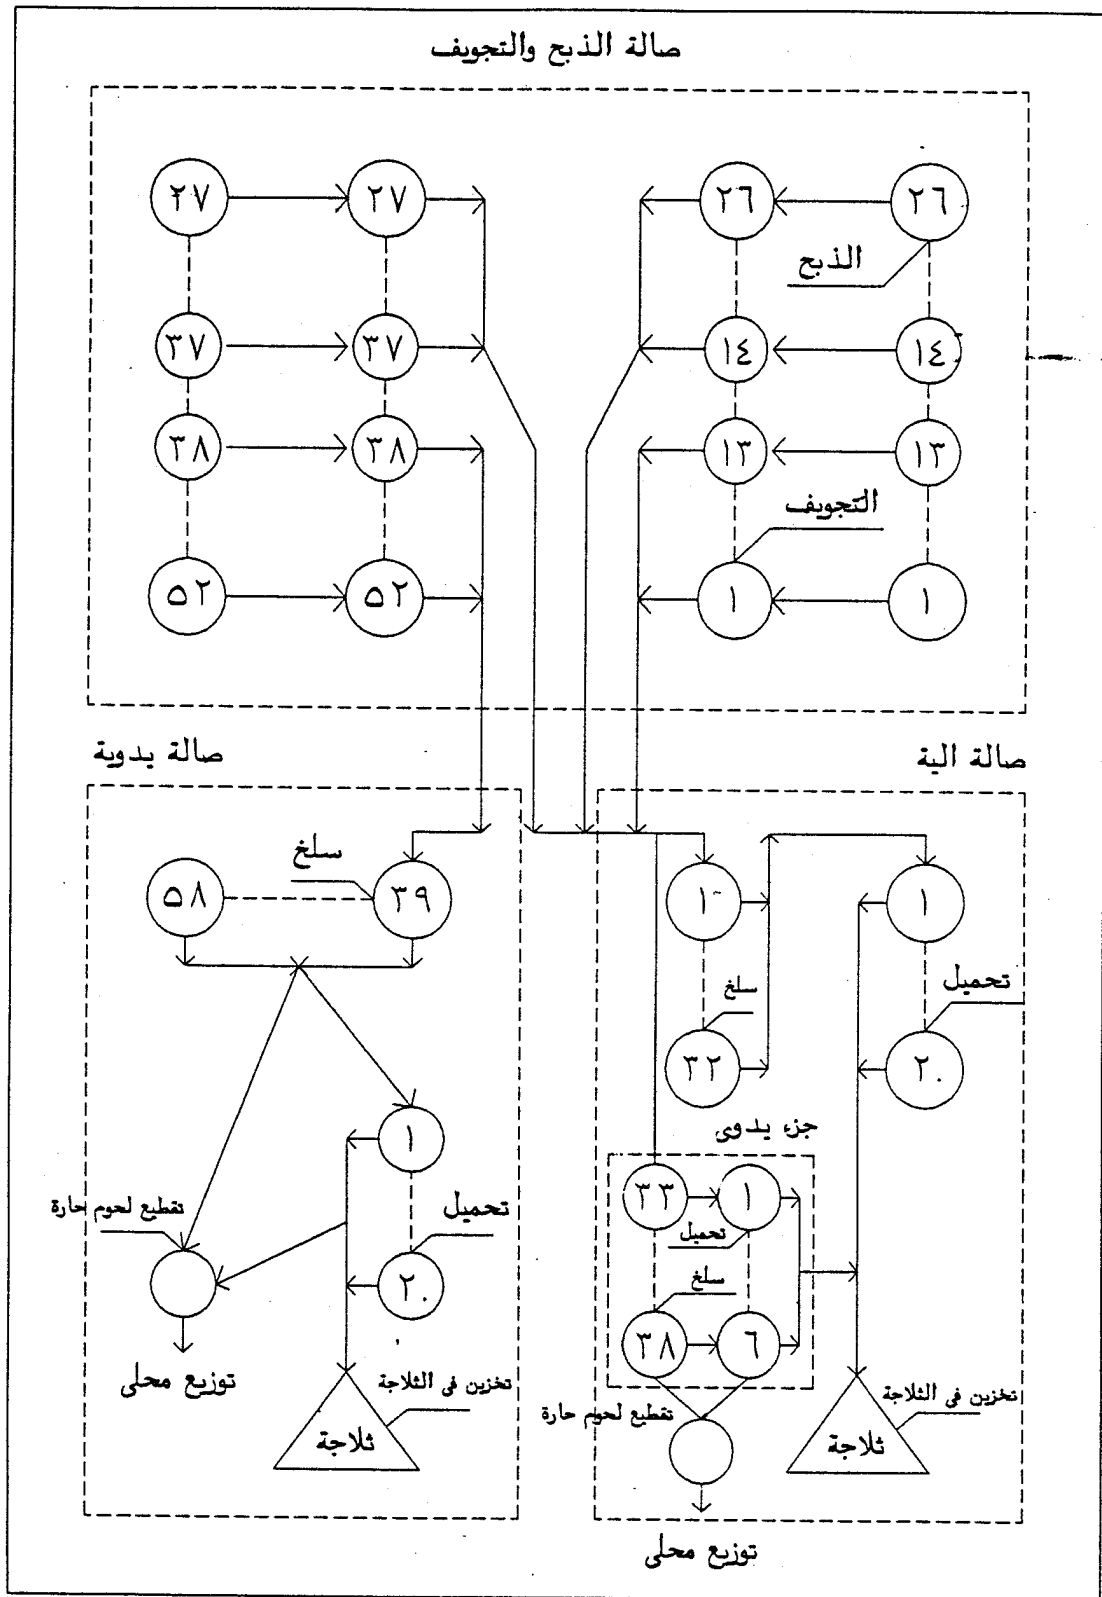 صالة الذبح والتجويف
٢٦
٢٦
٢٧
٢٧
الذبح
١٤
١٤
٣٧
٣٧
١٣
١٣
٣٨
٣٨
التجويف
١
١
٥٢
٥٢
صالة الية
صالة يدوية
١
١
سلخ
٣٩
٥٨
تحميل
سلخ
٢٠
٣٢
جزء يدوى
١
٣٣
١
تحميل
تحميل
تقطيع لحوم حارة
سلخ
٢٠
٦
٣٨
توزيع محلى
تخزين فى الثلاجة
تخزين فى الثلاجة
تقطيع لحوم حارة
ثلاجة
ثلاجة
توزيع محلى